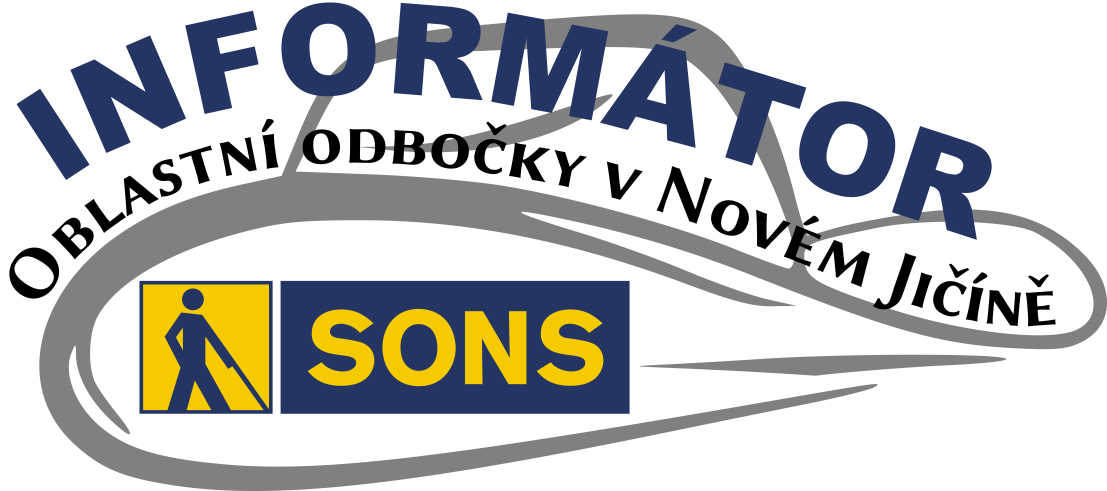 INFORMÁTOR
OBLASTNÍ ODBOČKY V NOVÉM JIČÍNĚ
SONS